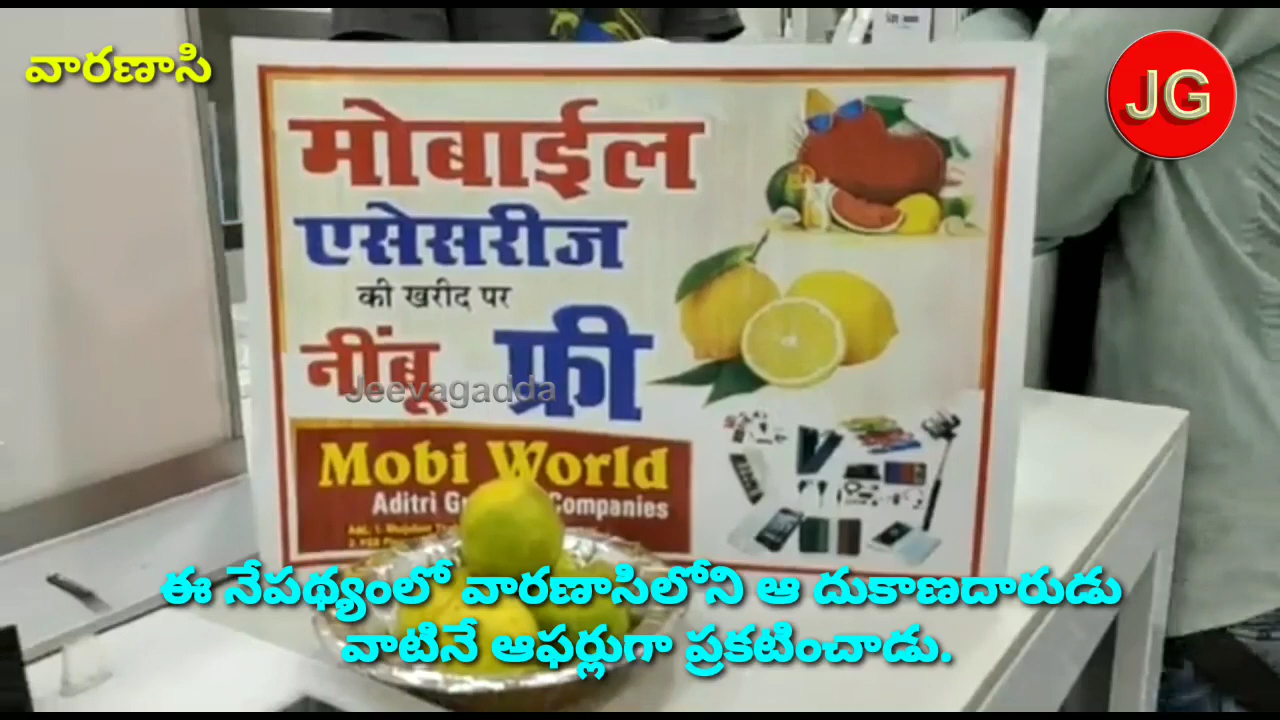 వారణాసి
JG
मोबाईल
एसेसरीज
की खरीद पर
नींबू फ्री
Jeevagadda
Mobi World
Aditri Companies
ఈ నేపథ్యంలో వారణాసిలోని ఆ దుకాణదారుడు
వాటినే ఆఫర్లుగా ప్రకటించాడు.